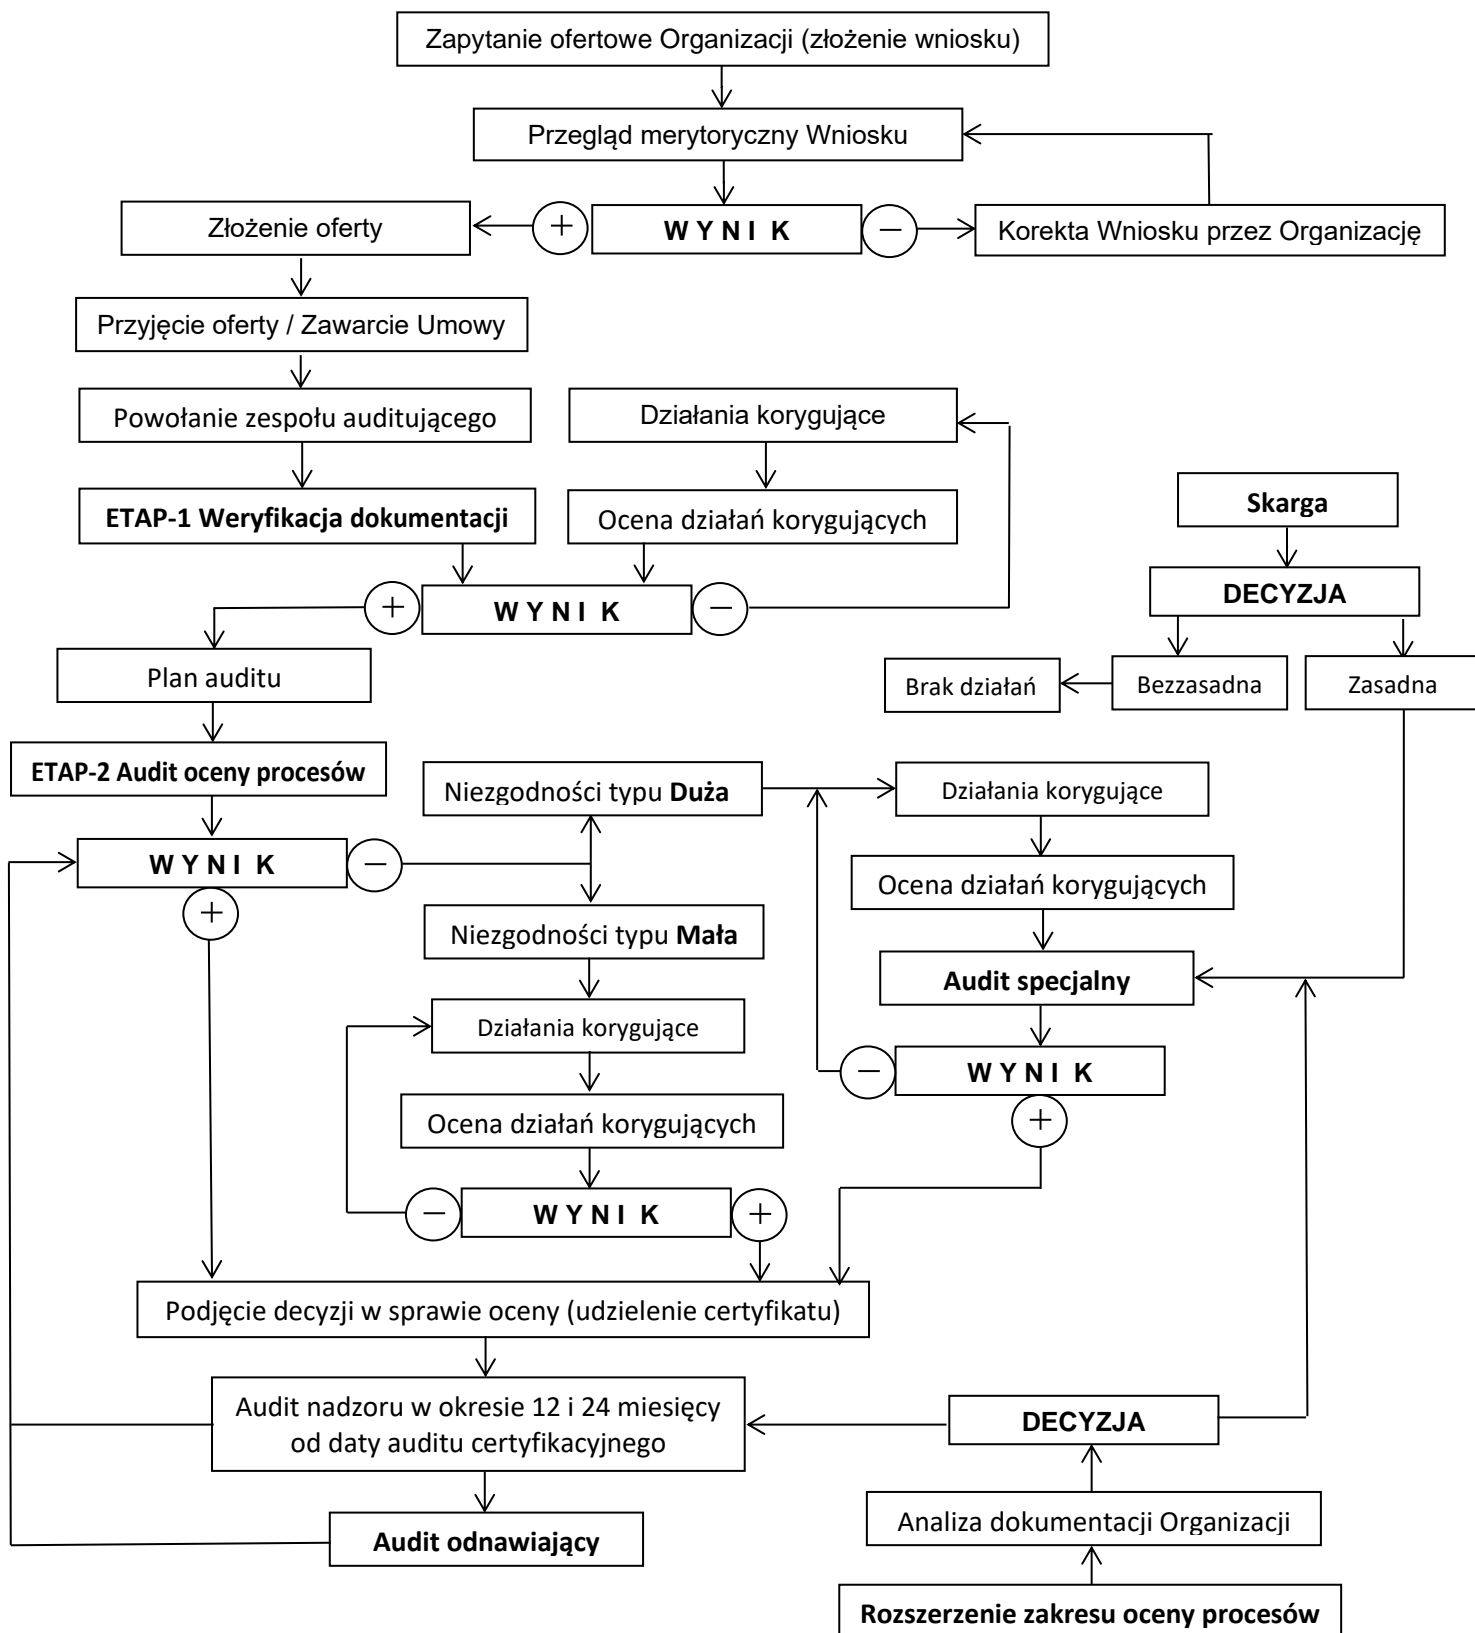 Zapytanie ofertowe Organizacji (złożenie wniosku)
Przegląd merytoryczny Wniosku
Złożenie oferty
+
W Y N I K
−
Korekta Wniosku przez Organizację
Przyjęcie oferty / Zawarcie Umowy
Powołanie zespołu auditującego
Działania korygujące
ETAP-1 Weryfikacja dokumentacji
Ocena działań korygujących
Skarga
+
W Y N I K
−
DECYZJA
Plan auditu
Brak działań
Bezzasadna
Zasadna
ETAP-2 Audit oceny procesów
Niezgodności typu Duża
Działania korygujące
W Y N I K
−
+
Ocena działań korygujących
Niezgodności typu Mała
Audit specjalny
Działania korygujące
−
W Y N I K
+
Ocena działań korygujących
−
W Y N I K
+
Podjęcie decyzji w sprawie oceny (udzielenie certyfikatu)
Audit nadzoru w okresie 12 i 24 miesięcy
od daty auditu certyfikacyjnego
DECYZJA
Analiza dokumentacji Organizacji
Audit odnawiający
Rozszerzenie zakresu oceny procesów